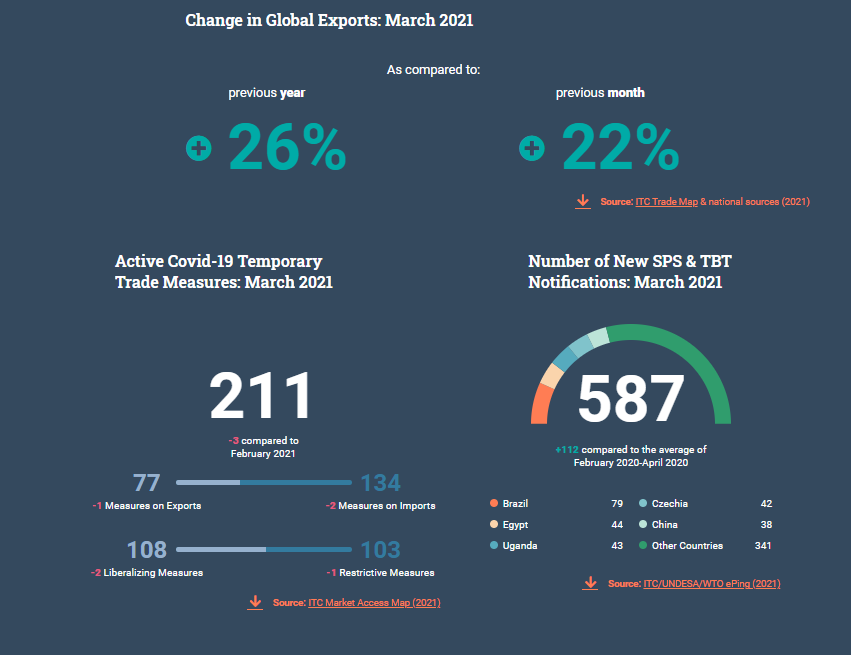 Change in Global Exports: March 2021
As compared to:
previous year
previous month
26%
22%
Source: ITC Trade Map & national sources (2021)
Active Covid-19 Temporary
Trade Measures: March 2021
211
-3 compared to
February 2021
77
134
-1 Measures on Exports
-2 Measures on Imports
108
103
-2 Liberalizing Measures
-1 Restrictive Measures
Source: ITC Market Access Map (2021)
Number of New SPS & TBT
Notifications: March 2021
587
+112 compared to the average of
February 2020-April 2020
Brazil 79
Egypt 44
Uganda 43
Czechia 42
China 38
Other Countries 341
Source: ITC/UNDESA/WTO ePing (2021)